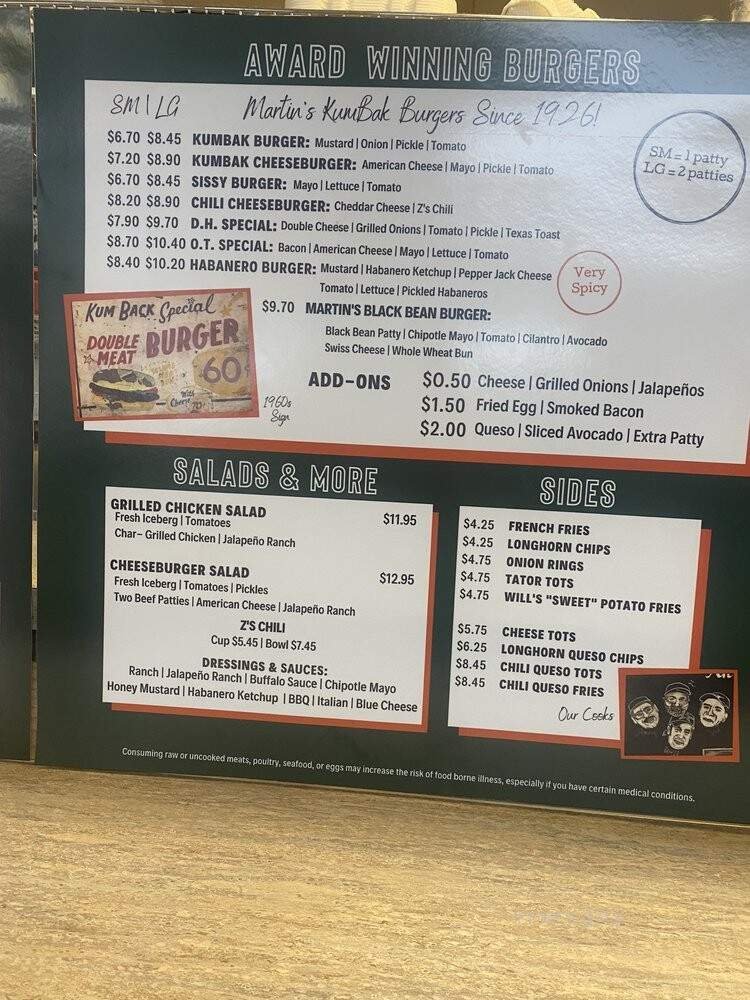 AWARD WINNING BURGERS
SM | LG Martin's KumBak Burgers Since 1926!
SM = 1 patty
LG = 2 patties
$6.70 $8.45 KUMBAK BURGER: Mustard | Onion | Pickle | Tomato
$7.20 $8.90 KUMBAK CHEESEBURGER: American Cheese | Mayo | Pickle | Tomato
$6.70 $8.45 SISSY BURGER: Mayo | Lettuce | Tomato
$8.20 $8.90 CHILI CHEESEBURGER: Cheddar Cheese | Z's Chili
$7.90 $9.70 D.H. SPECIAL: Double Cheese | Grilled Onions | Tomato | Pickle | Texas Toast
$8.70 $10.40 O.T. SPECIAL: Bacon | American Cheese | Mayo | Lettuce | Tomato
$8.40 $10.20 HABANERO BURGER: Mustard | Habanero Ketchup | Pepper Jack Cheese
Tomato | Lettuce | Pickled Habaneros
Very
Spicy
$9.70 MARTIN'S BLACK BEAN BURGER:
Black Bean Patty | Chipotle Mayo | Tomato | Cilantro | Avocado
Swiss Cheese | Whole Wheat Bun
KUM BACK Special
DOUBLE
MEAT
BURGER
60¢
With
Cheese
1960s
Sign
ADD-ONS
$0.50 Cheese | Grilled Onions | Jalapeños
$1.50 Fried Egg | Smoked Bacon
$2.00 Queso | Sliced Avocado | Extra Patty
SALADS & MORE
GRILLED CHICKEN SALAD $11.95
Fresh Iceberg | Tomatoes
Char- Grilled Chicken | Jalapeño Ranch
CHEESEBURGER SALAD $12.95
Fresh Iceberg | Tomatoes | Pickles
Two Beef Patties | American Cheese | Jalapeño Ranch
Z'S CHILI
Cup $5.45 | Bowl $7.45
DRESSINGS & SAUCES:
Ranch | Jalapeño Ranch | Buffalo Sauce | Chipotle Mayo
Honey Mustard | Habanero Ketchup | BBQ | Italian | Blue Cheese
SIDES
$4.25 FRENCH FRIES
$4.25 LONGHORN CHIPS
$4.75 ONION RINGS
$4.75 TATOR TOTS
$4.75 WILL'S "SWEET" POTATO FRIES
$5.75 CHEESE TOTS
$6.25 LONGHORN QUESO CHIPS
$8.45 CHILI QUESO TOTS
$8.45 CHILI QUESO FRIES
Our Cooks
Consuming raw or uncooked meats, poultry, seafood, or eggs may increase the risk of food borne illness, especially if you have certain medical conditions.